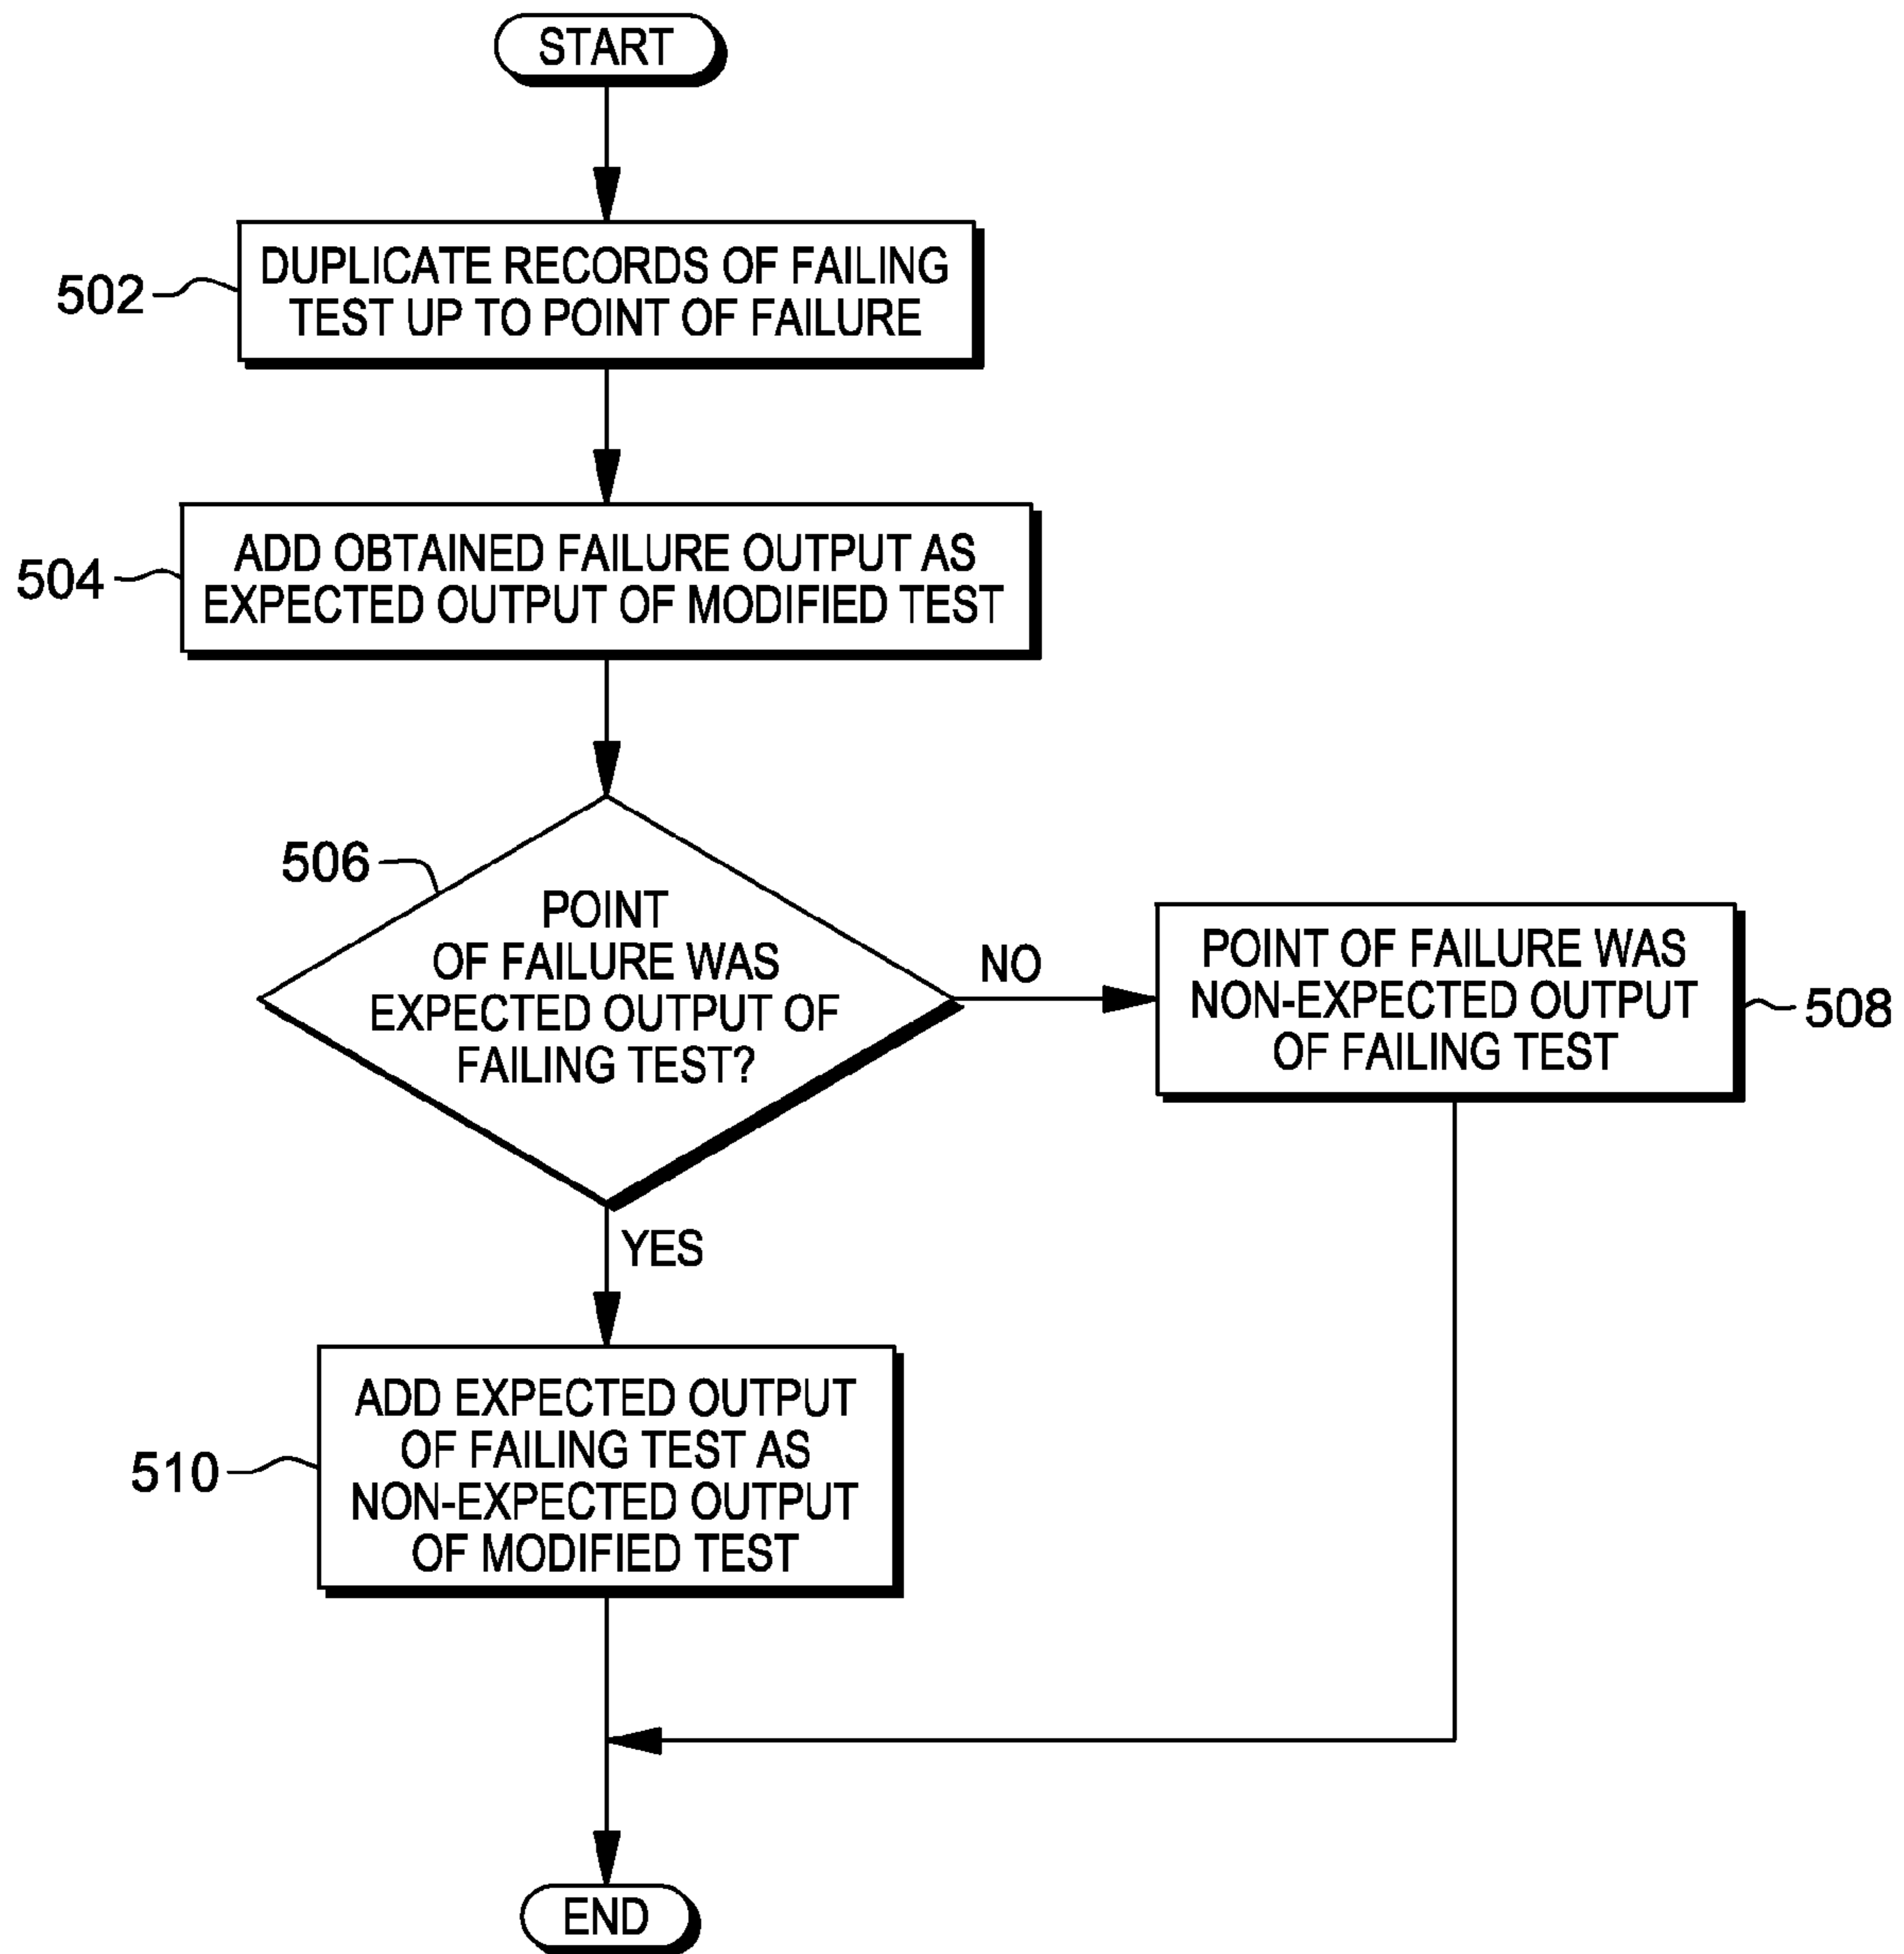 START
502
DUPLICATE RECORDS OF FAILING
TEST UP TO POINT OF FAILURE
504
ADD OBTAINED FAILURE OUTPUT AS
EXPECTED OUTPUT OF MODIFIED TEST
506
POINT
OF FAILURE WAS
EXPECTED OUTPUT OF
FAILING TEST?
NO
POINT OF FAILURE WAS
NON-EXPECTED OUTPUT
OF FAILING TEST
508
YES
510
ADD EXPECTED OUTPUT
OF FAILING TEST AS
NON-EXPECTED OUTPUT
OF MODIFIED TEST
END